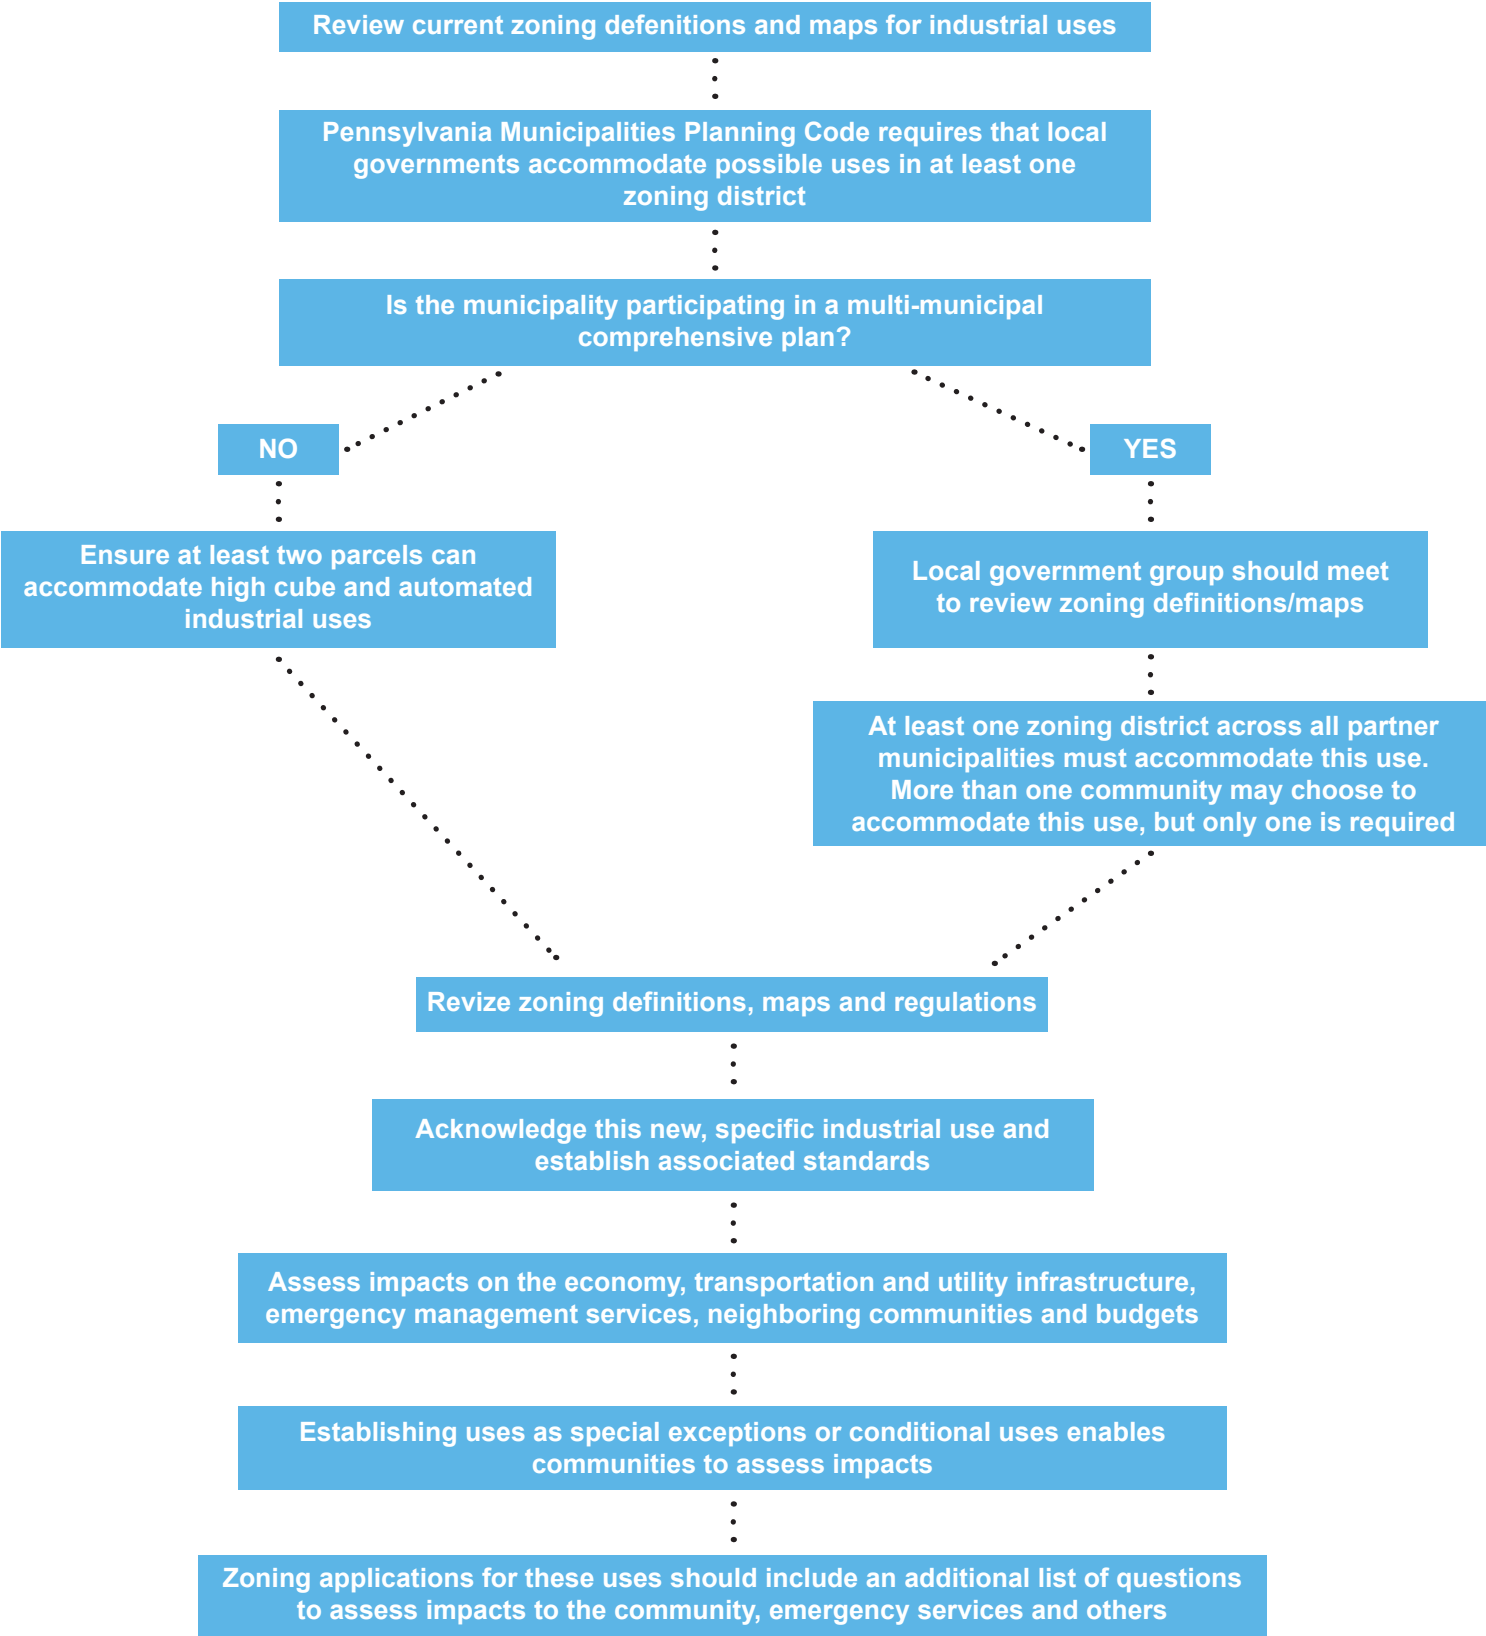 Review current zoning defenitions and maps for industrial uses
Pennsylvania Municipalities Planning Code requires that local
governments accommodate possible uses in at least one
zoning district
Is the municipality participating in a multi-municipal
comprehensive plan?
NO
YES
Ensure at least two parcels can
accommodate high cube and automated
industrial uses
Local government group should meet
to review zoning definitions/maps
At least one zoning district across all partner
municipalities must accommodate this use.
More than one community may choose to
accommodate this use, but only one is required
Revize zoning definitions, maps and regulations
Acknowledge this new, specific industrial use and
establish associated standards
Assess impacts on the economy, transportation and utility infrastructure,
emergency management services, neighboring communities and budgets
Establishing uses as special exceptions or conditional uses enables
communities to assess impacts
Zoning applications for these uses should include an additional list of questions
to assess impacts to the community, emergency services and others